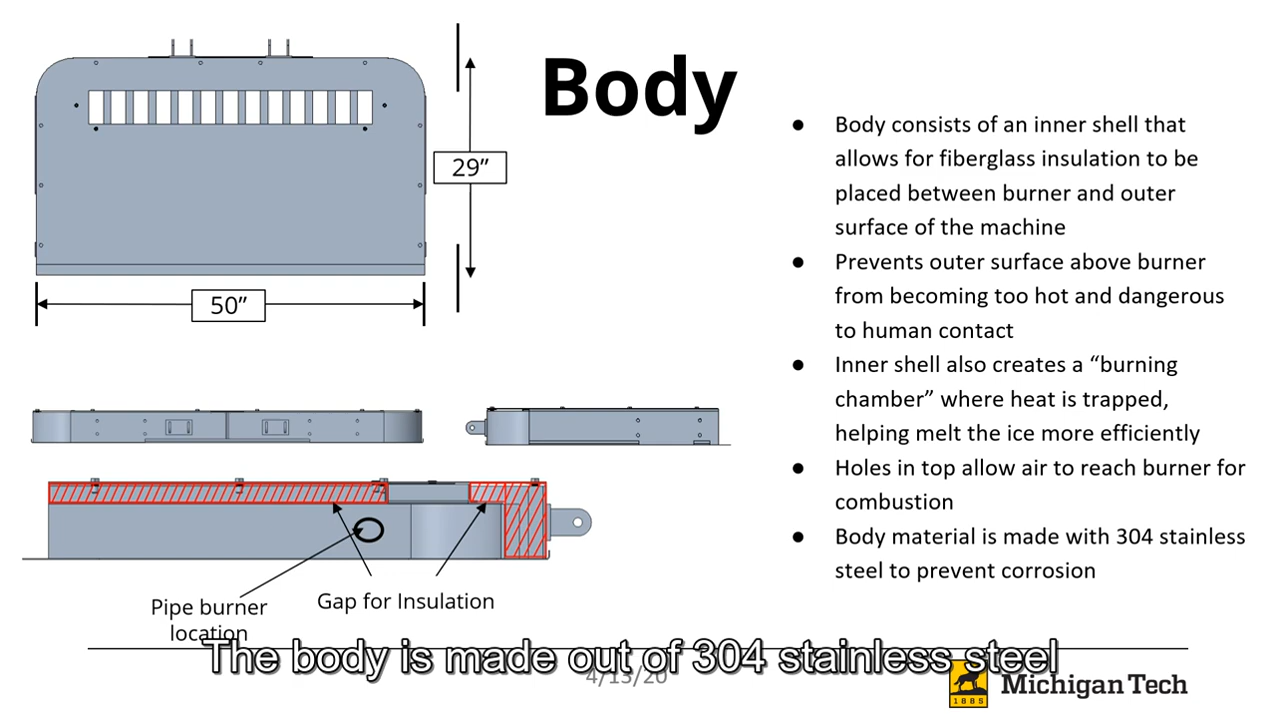 Body
29”
50”
● Body consists of an inner shell that
allows for fiberglass insulation to be
placed between burner and outer
surface of the machine
● Prevents outer surface above burner
from becoming too hot and dangerous
to human contact
● Inner shell also creates a “burning
chamber” where heat is trapped,
helping melt the ice more efficiently
● Holes in top allow air to reach burner for
combustion
● Body material is made with 304 stainless
steel to prevent corrosion
Pipe burner
location
Gap for Insulation
The body is made out of 304 stainless steel
4/13/20
1885
Michigan Tech